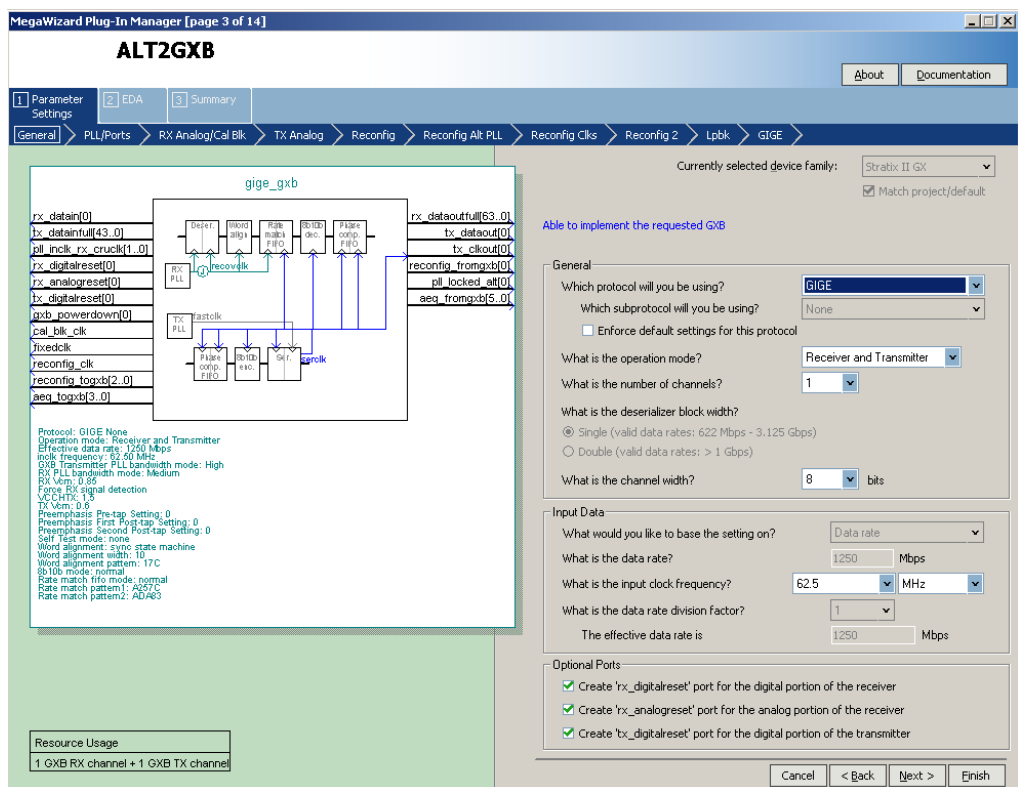 MegaWizard Plug-In Manager [page 3 of 14]
ALT2GXB
About
Documentation
1 Parameter Settings
2 EDA
3 Summary
General
PLL/Ports
RX Analog/Cal Blk
TX Analog
Reconfig
Reconfig Alt PLL
Reconfig Clks
Reconfig 2
Lpbk
GIGE
gige_gxb
rx_datain[0]
tx_datainfull[43..0]
pll_inclk_rx_cruclk[1..0]
rx_digitalreset[0]
rx_analogreset[0]
tx_digitalreset[0]
gxb_powerdown[0]
cal_blk_clk
fixedclk
reconfig_clk
reconfig_togxb[2..0]
aeq_togxb[3..0]
Deser.
Word align
Rate match FIFO
8b10b dec.
Phase comp. FIFO
RX PLL
recovclk
TX PLL
fastclk
Phase comp. FIFO
8b10b enc.
Ser.
serclk
rx_dataoutfull[63..0]
tx_dataout[0]
tx_clkout[0]
reconfig_fromgxb[0]
pll_locked_alt[0]
aeq_fromgxb[5..0]
Protocol: GIGE None
Operation mode: Receiver and Transmitter
Effective data rate: 1250 Mbps
inclk frequency: 62.50 MHz
GXB Transmitter PLL bandwidth mode: High
RX PLL bandwidth mode: Medium
RX Vcm: 0.85
Force RX signal detection
VCCHTX: 1.5
TX Vcm: 0.6
Preemphasis Pre-tap Setting: 0
Preemphasis First Post-tap Setting: 0
Preemphasis Second Post-tap Setting: 0
Self Test mode: none
Word alignment: sync state machine
Word alignment width: 10
Word alignment pattern: 17C
8b10b mode: normal
Rate match fifo mode: normal
Rate match pattern1: A257C
Rate match pattern2: ADA83
Resource Usage
1 GXB RX channel + 1 GXB TX channel
Currently selected device family:
Stratix II GX
Match project/default
Able to implement the requested GXB
General
Which protocol will you be using?
GIGE
Which subprotocol will you be using?
None
Enforce default settings for this protocol
What is the operation mode?
Receiver and Transmitter
What is the number of channels?
1
What is the deserializer block width?
Single (valid data rates: 622 Mbps - 3.125 Gbps)
Double (valid data rates: > 1 Gbps)
What is the channel width?
8
bits
Input Data
What would you like to base the setting on?
Data rate
What is the data rate?
1250
Mbps
What is the input clock frequency?
62.5
MHz
What is the data rate division factor?
1
The effective data rate is
1250
Mbps
Optional Ports
Create 'rx_digitalreset' port for the digital portion of the receiver
Create 'rx_analogreset' port for the analog portion of the receiver
Create 'tx_digitalreset' port for the digital portion of the transmitter
Cancel
< Back
Next >
Finish